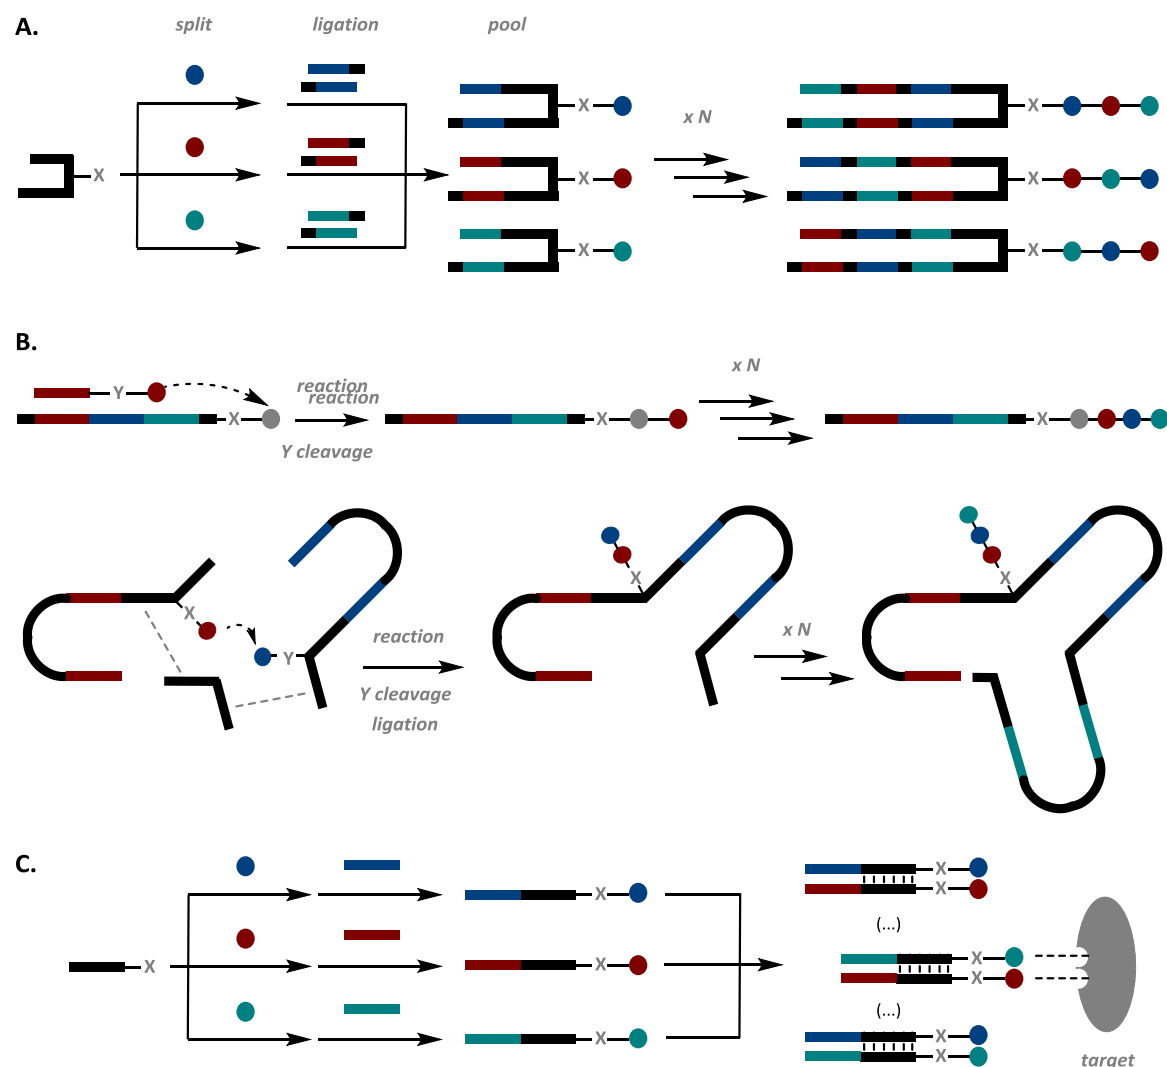 A.
split ligation pool
X
X
X
X
x N
X
X
X
B.
Y
X
reaction
reaction
Y cleavage
X
x N
X
X
Y
reaction
Y cleavage
ligation
X
x N
X
C.
X
X
X
X
X
X
(...)
X
X
(...)
X
X
target